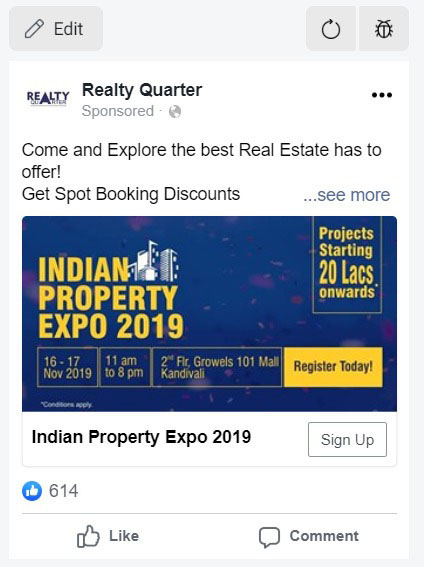 Edit
REALTY
QUARTER
Realty Quarter
Sponsored ·
Come and Explore the best Real Estate has to
offer!
Get Spot Booking Discounts ...see more
Projects
Starting
20 Lacs
onwards
INDIAN
PROPERTY
EXPO 2019
16 - 17
Nov 2019
11 am
to 8 pm
2nd Flr, Growels 101 Mall
Kandivali
Register Today!
*Conditions apply.
Indian Property Expo 2019
Sign Up
614
Like
Comment